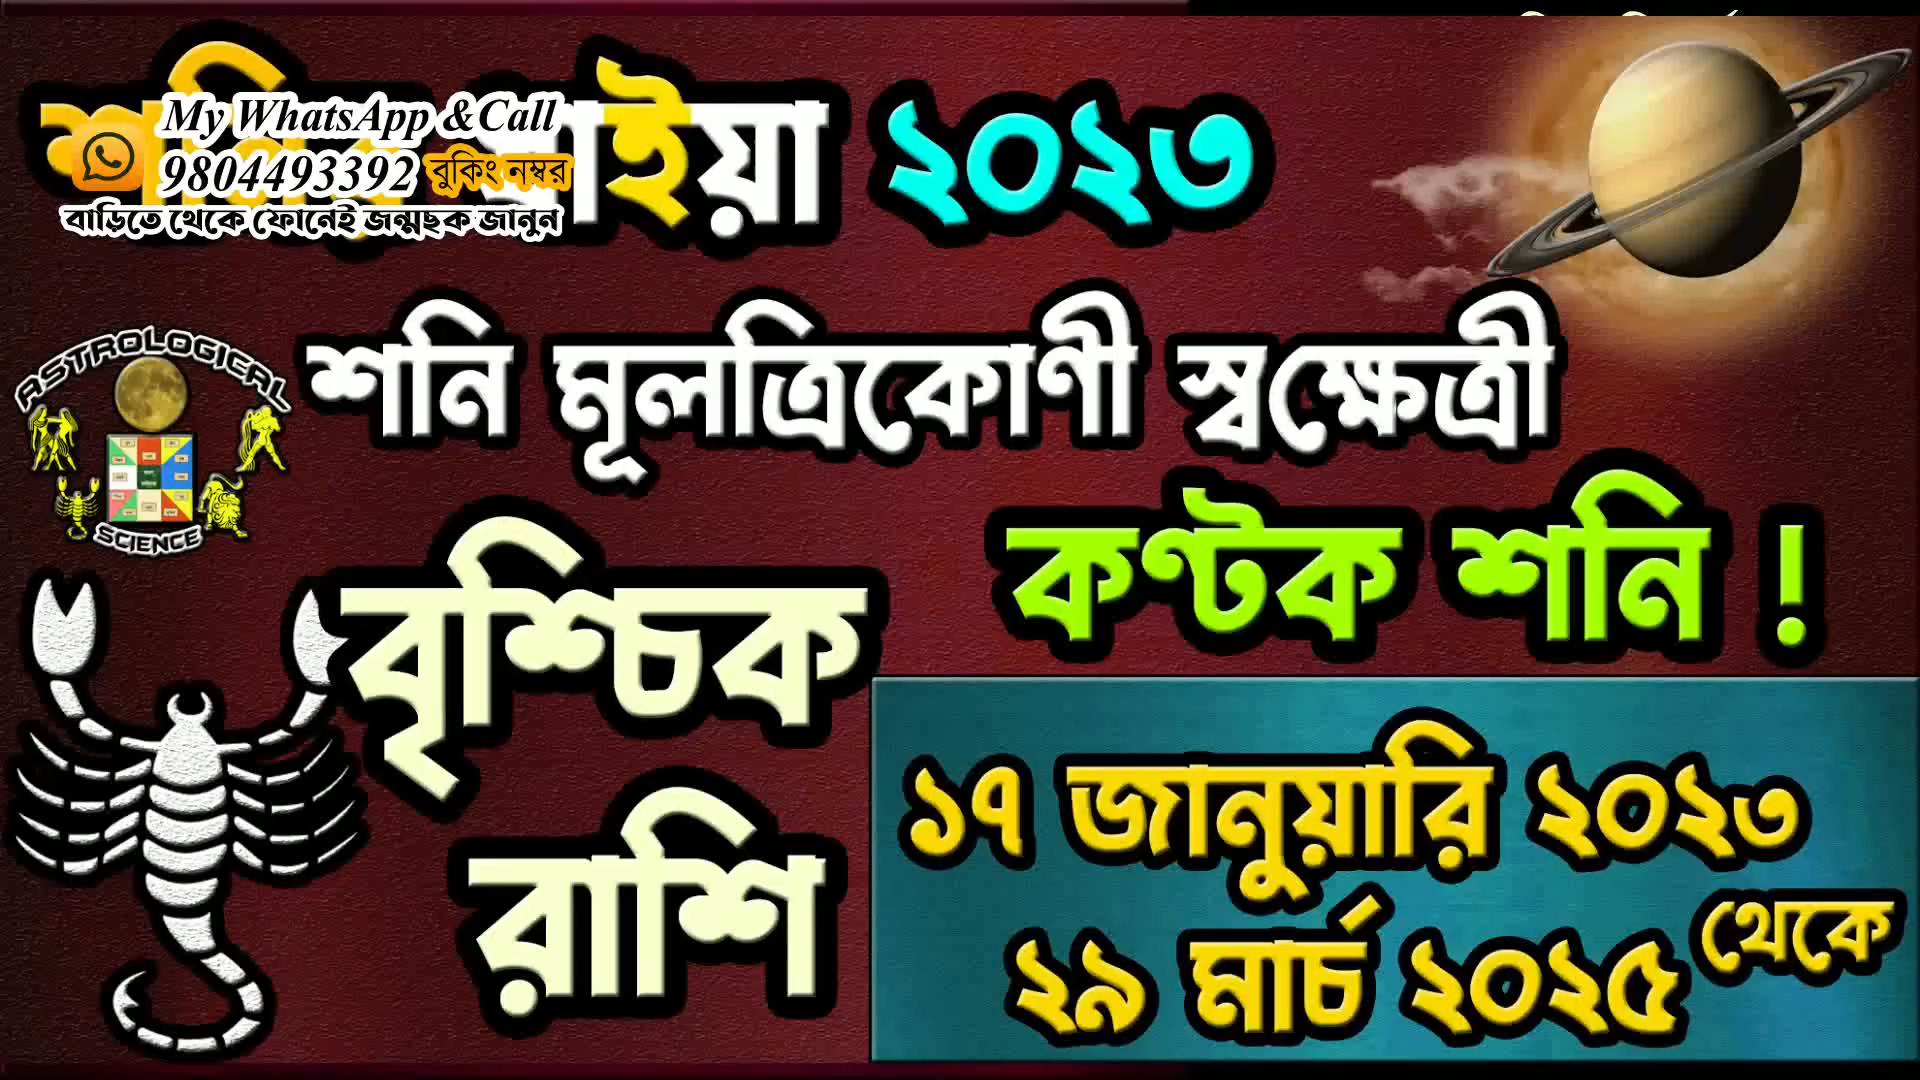 My WhatsApp & Call
9804493392 বুকিং নম্বর
বাড়িতে থেকে ফোনেই জন্মছক জানুন
২০২৩
ASTROLOGICAL
SCIENCE
শনি মূলত্রিকোণী স্বক্ষেত্রী
কণ্টক শনি !
বৃশ্চিক
রাশি
১৭ জানুয়ারি ২০২৩
থেকে
২৯ মার্চ ২০২৫